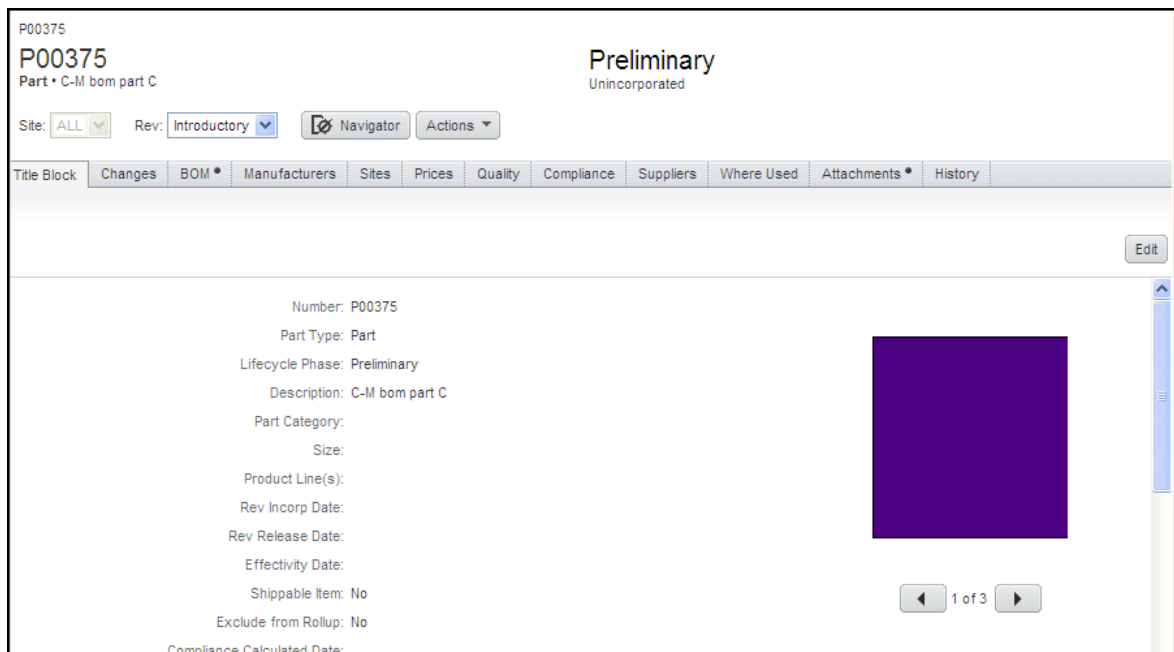 P00375
P00375
Part • C-M bom part C
Preliminary
Unincorporated
Site: ALL Rev: Introductory Navigator Actions
Title Block Changes BOM Manufacturers Sites Prices Quality Compliance Suppliers Where Used Attachments History
Edit
Number: P00375
Part Type: Part
Lifecycle Phase: Preliminary
Description: C-M bom part C
Part Category:
Size:
Product Line(s):
Rev Incorp Date:
Rev Release Date:
Effectivity Date:
Shippable Item: No
Exclude from Rollup: No
Compliance Calculated Date:
1 of 3